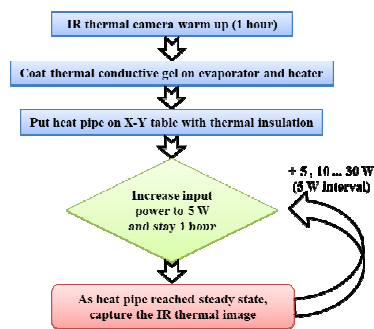 IR thermal camera warm up (1 hour)
Coat thermal conductive gel on evaporator and heater
Put heat pipe on X-Y table with thermal insulation
+ 5, 10 ... 30 W
(5 W Interval)
Increase input
power to 5 W
and stay 1 hour
As heat pipe reached steady state,
capture the IR thermal image